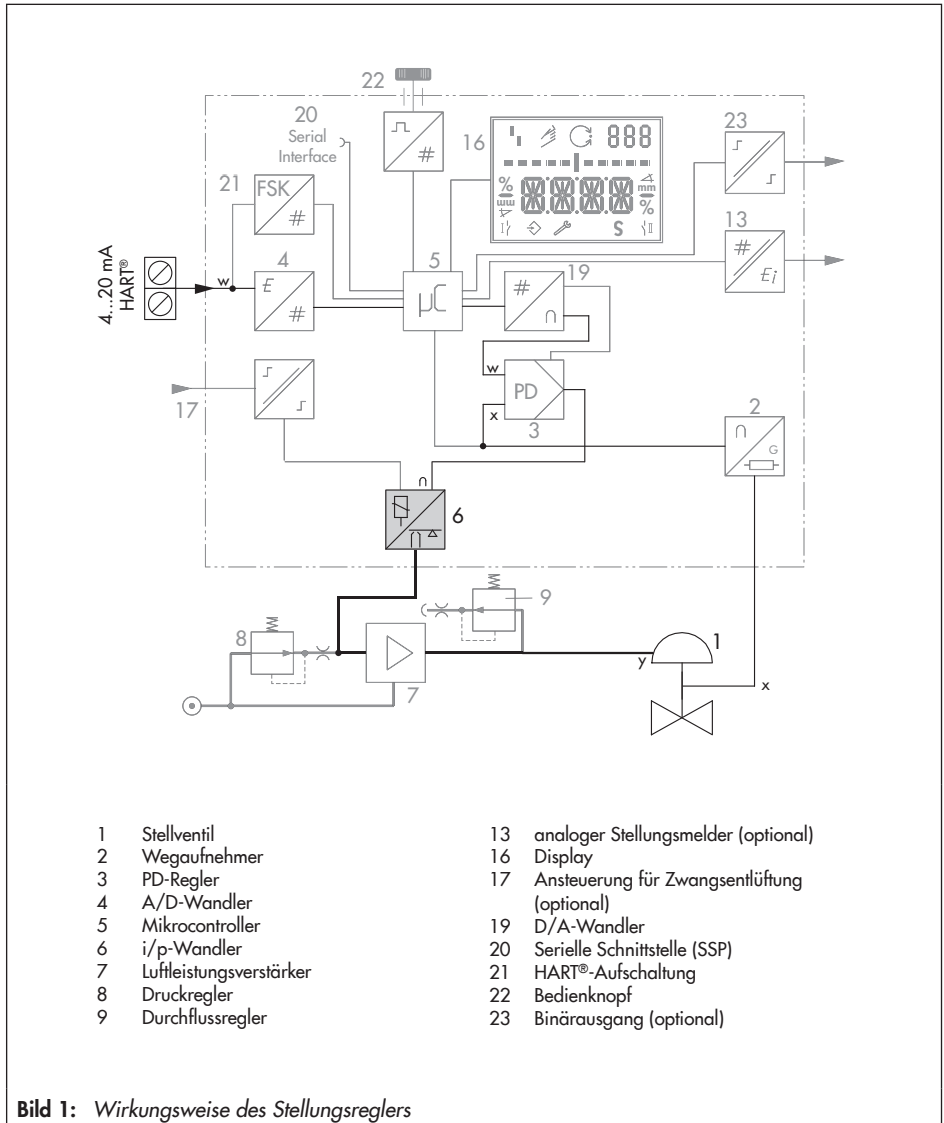 22
20
Serial
Interface
16
888
%
mm
%
mm
%
S
23
21
FSK
#
#
13
#
Ei
4...20 mA
HART®
w
4
E
#
5
µC
19
#
∩
w
PD
x
3
17
2
∩
G
∩
6
9
8
7
y
1
x
1 Stellventil
2 Wegaufnehmer
3 PD-Regler
4 A/D-Wandler
5 Mikrocontroller
6 i/p-Wandler
7 Luftleistungsverstärker
8 Druckregler
9 Durchflussregler
13 analoger Stellungsmelder (optional)
16 Display
17 Ansteuerung für Zwangsentlüftung
(optional)
19 D/A-Wandler
20 Serielle Schnittstelle (SSP)
21 HART®-Aufschaltung
22 Bedienknopf
23 Binärausgang (optional)
Bild 1: Wirkungsweise des Stellungsreglers